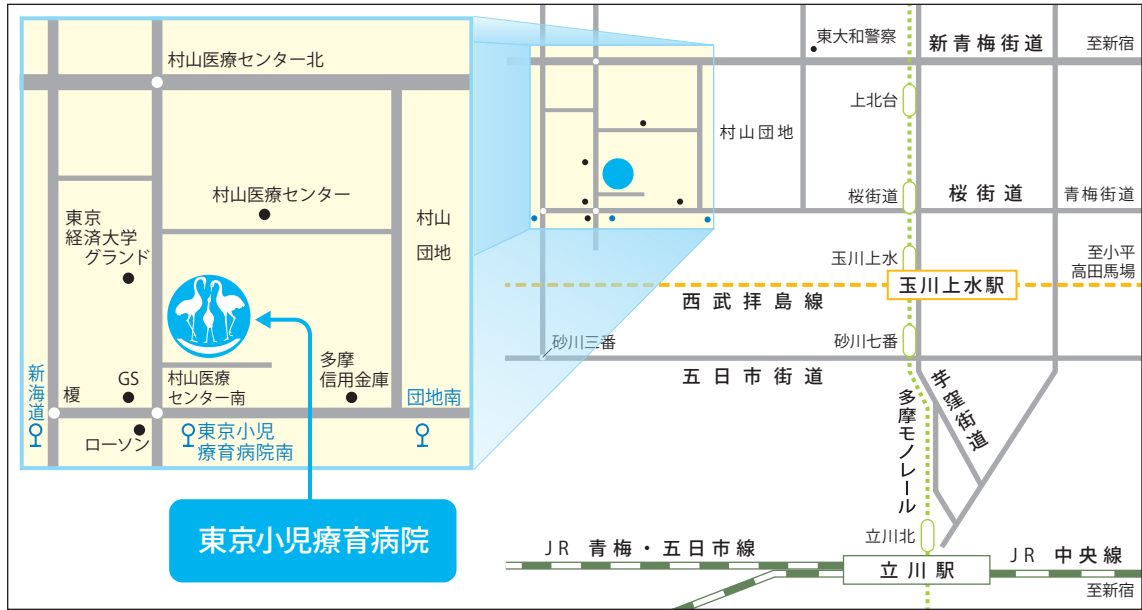 村山医療センター北
村山医療センター
東京
経済大学
グランド
村山
団地
新海道
榎
GS
村山医療
センター南
多摩
信用金庫
団地南
ローソン
東京小児
療育病院南
東京小児療育病院
東大和警察
新青梅街道
至新宿
上北台
村山団地
桜街道
桜街道
青梅街道
玉川上水
至小平
高田馬場
玉川上水駅
西武拝島線
砂川三番
砂川七番
五日市街道
芋窪街道
多摩モノレール
立川北
JR 青梅・五日市線
立川駅
JR 中央線
至新宿